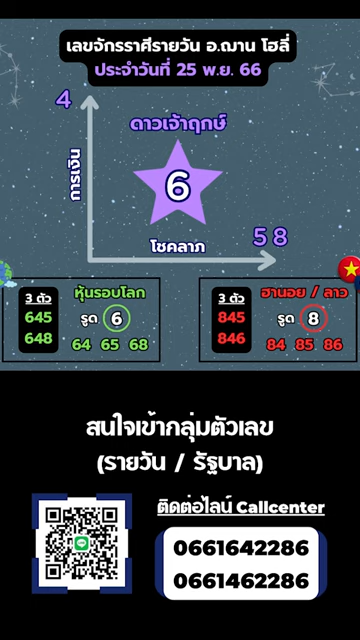 เลขจักรราศีรายวัน อ.ฌาน โฮลี่
ประจำวันที่ 25 พ.ย. 66
4
ดาวเจ้าฤกษ์
การเงิน
6
โชคลาภ
5 8
3 ตัว
645
648
หุ้นรอบโลก
รูด 6
64 65 68
3 ตัว
845
846
ฮานอย / ลาว
รูด 8
84 85 86
สนใจเข้ากลุ่มตัวเลข
(รายวัน / รัฐบาล)
ติดต่อไลน์ Callcenter
0661642286
0661462286